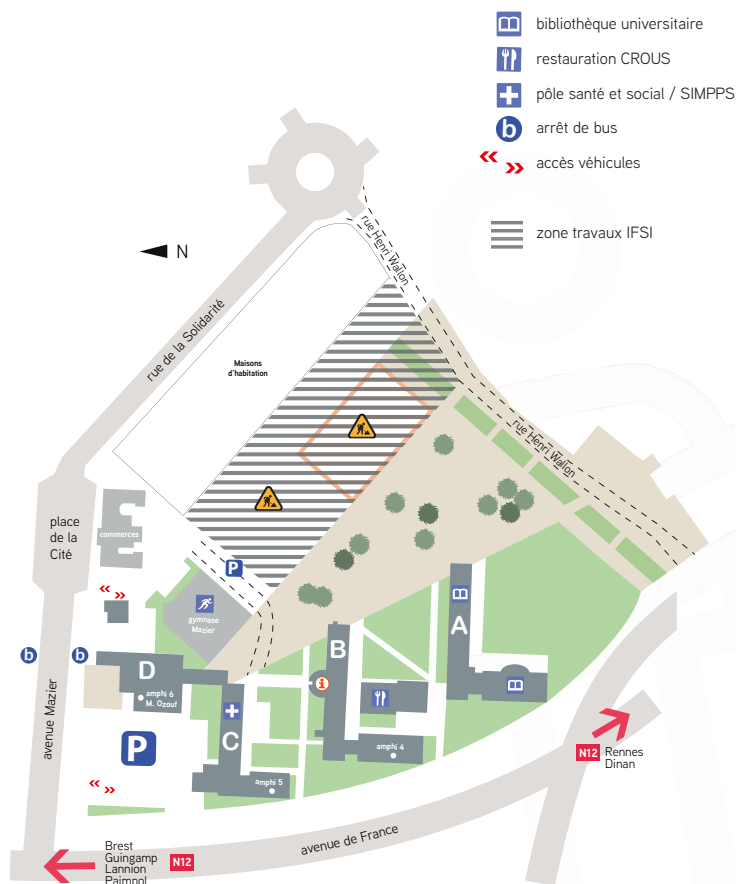 bibliothèque universitaire
restauration CROUS
pôle santé et social / SIMPPS
b
arrêt de bus
accès véhicules
zone travaux IFSI
N
rue Henri Wallon
rue de la Solidarité
Maisons
d'habitation
rue Henri Wallon
place
de la
Cité
commerces
P
gymnase
Mazier
A
B
b
b
D
amphi 6
M. Ozouf
i
C
avenue Mazier
P
amphi 4
amphi 5
N12
Rennes
Dinan
avenue de France
Brest
Guingamp
Lannion
Paimpol
N12